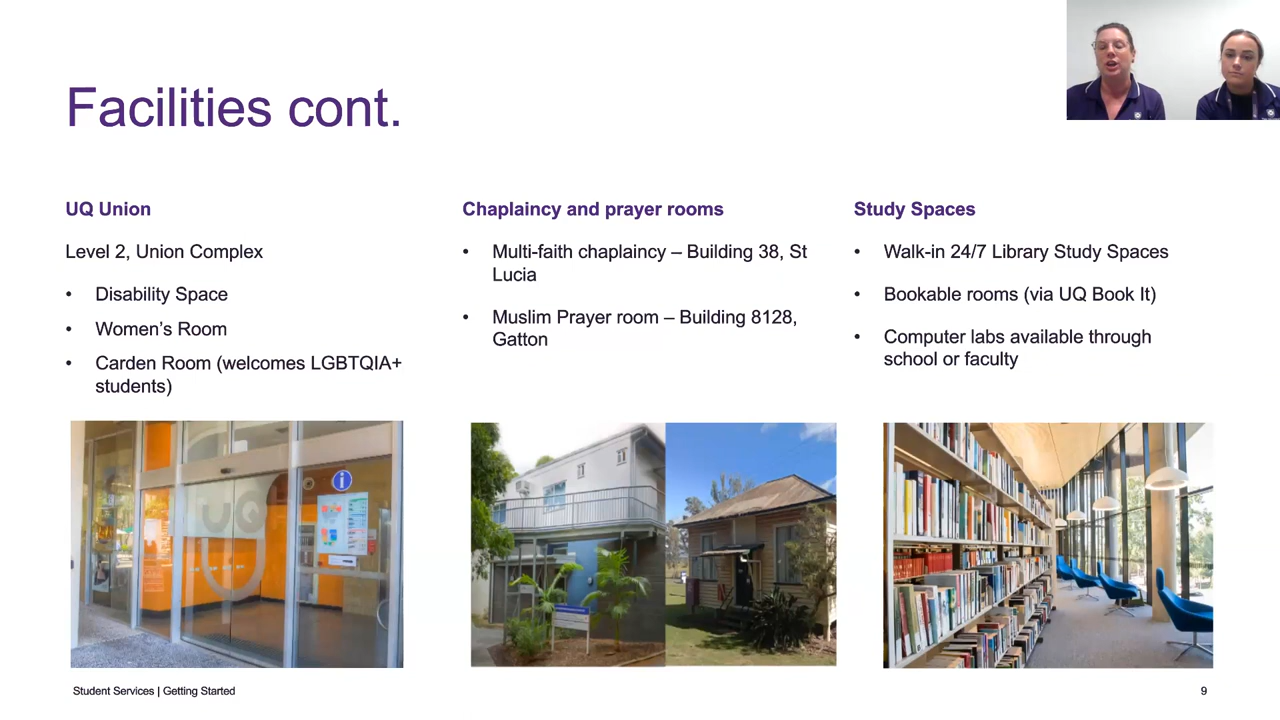 Facilities cont.
UQ Union
Level 2, Union Complex
• Disability Space
• Women's Room
• Carden Room (welcomes LGBTQIA+
students)
Chaplaincy and prayer rooms
• Multi-faith chaplaincy – Building 38, St
Lucia
• Muslim Prayer room – Building 8128,
Gatton
Study Spaces
• Walk-in 24/7 Library Study Spaces
• Bookable rooms (via UQ Book It)
• Computer labs available through
school or faculty
UQ
i
Student Services | Getting Started
9